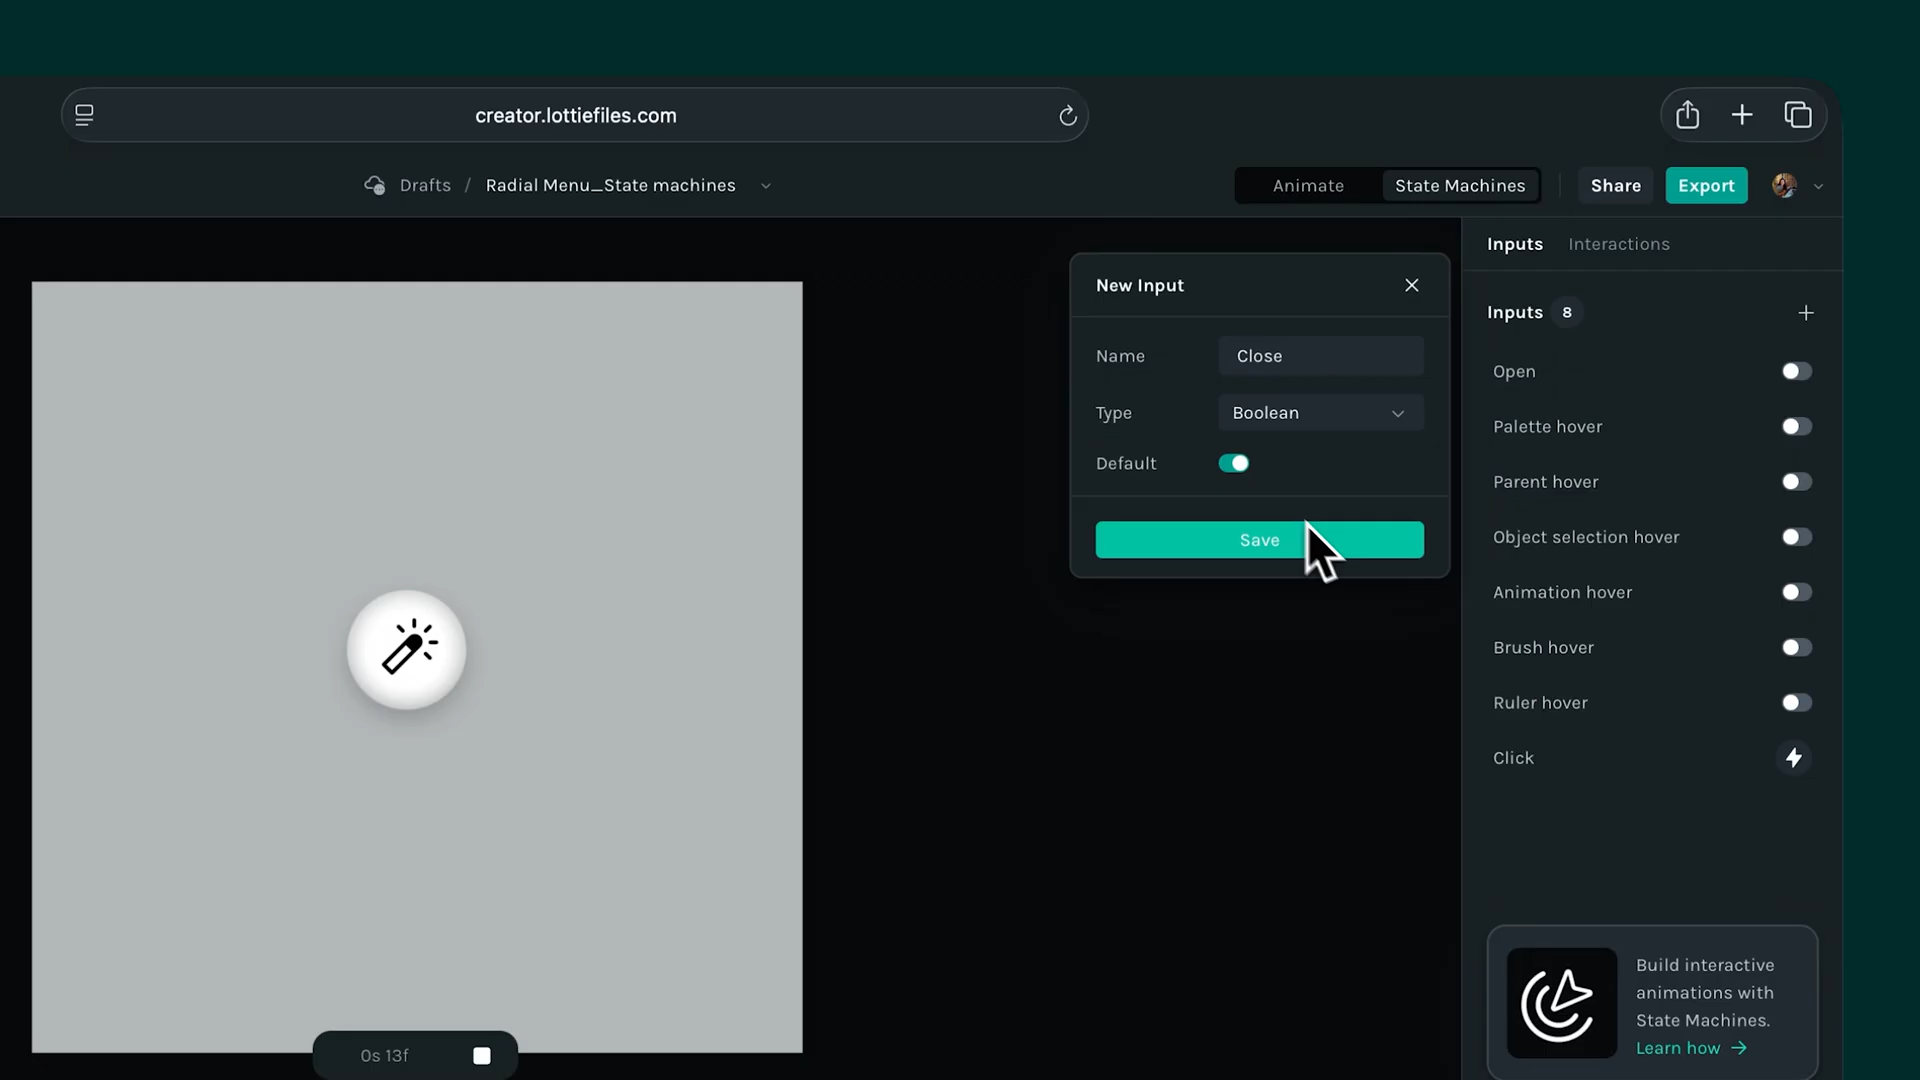 creator.lottiefiles.com
Drafts / Radial Menu_State machines
Animate
State Machines
Share
Export
Inputs
Interactions
New Input
Name
Close
Type
Boolean
Default
Save
Inputs 8
Open
Palette hover
Parent hover
Object selection hover
Animation hover
Brush hover
Ruler hover
Click
Build interactive
animations with
State Machines.
Learn how →
0s 13f